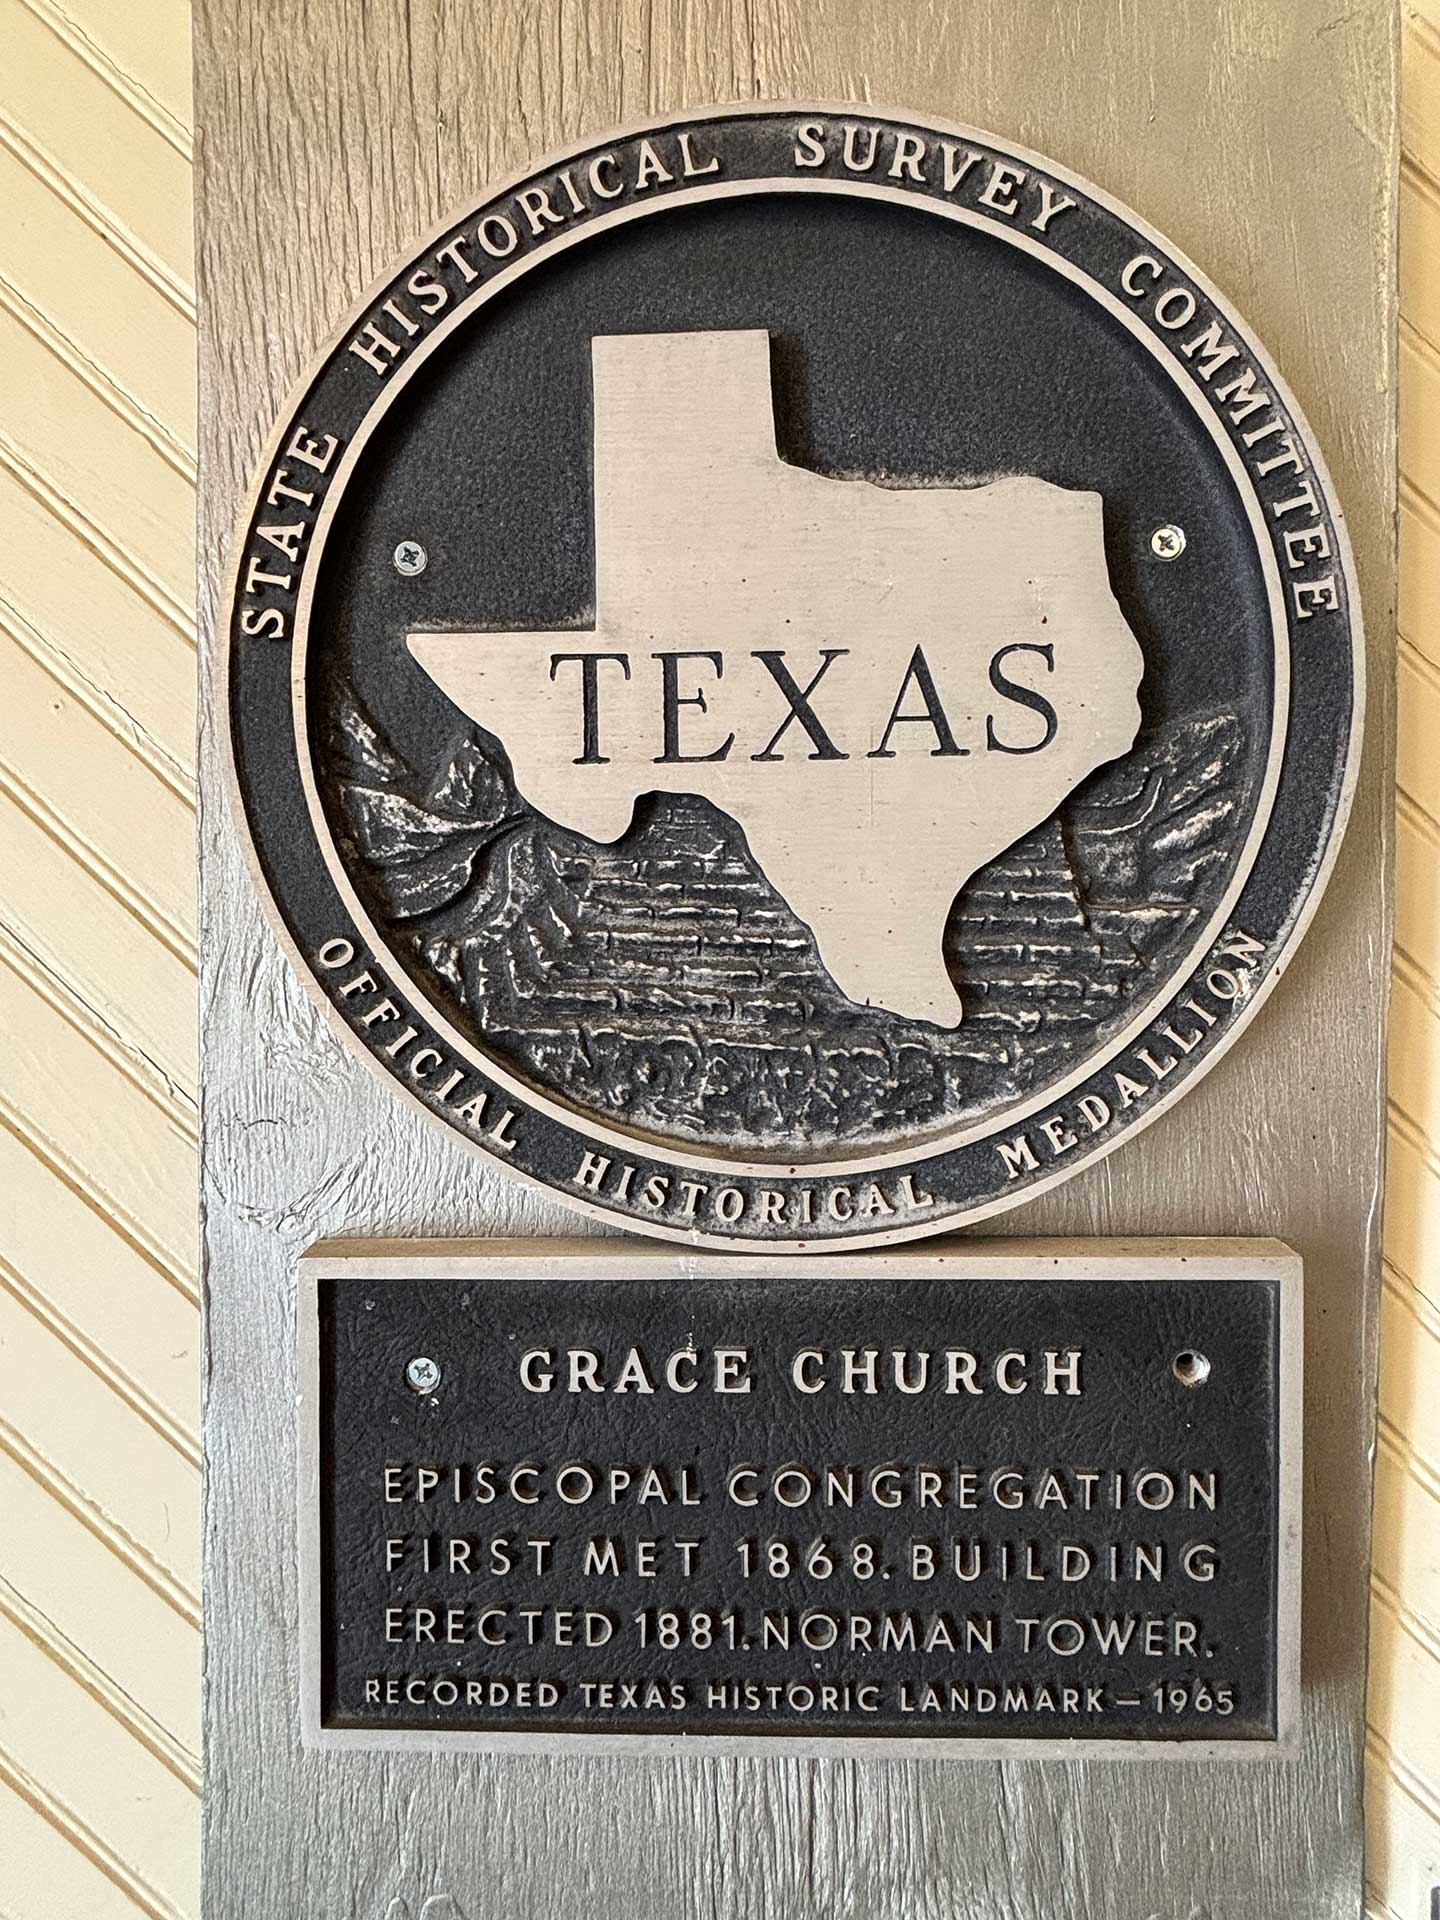 STATE HISTORICAL SURVEY COMMITTEE
TEXAS
OFFICIAL HISTORICAL MEDALLION
GRACE CHURCH
EPISCOPAL CONGREGATION
FIRST MET 1868. BUILDING
ERECTED 1881. NORMAN TOWER.
RECORDED TEXAS HISTORIC LANDMARK – 1965